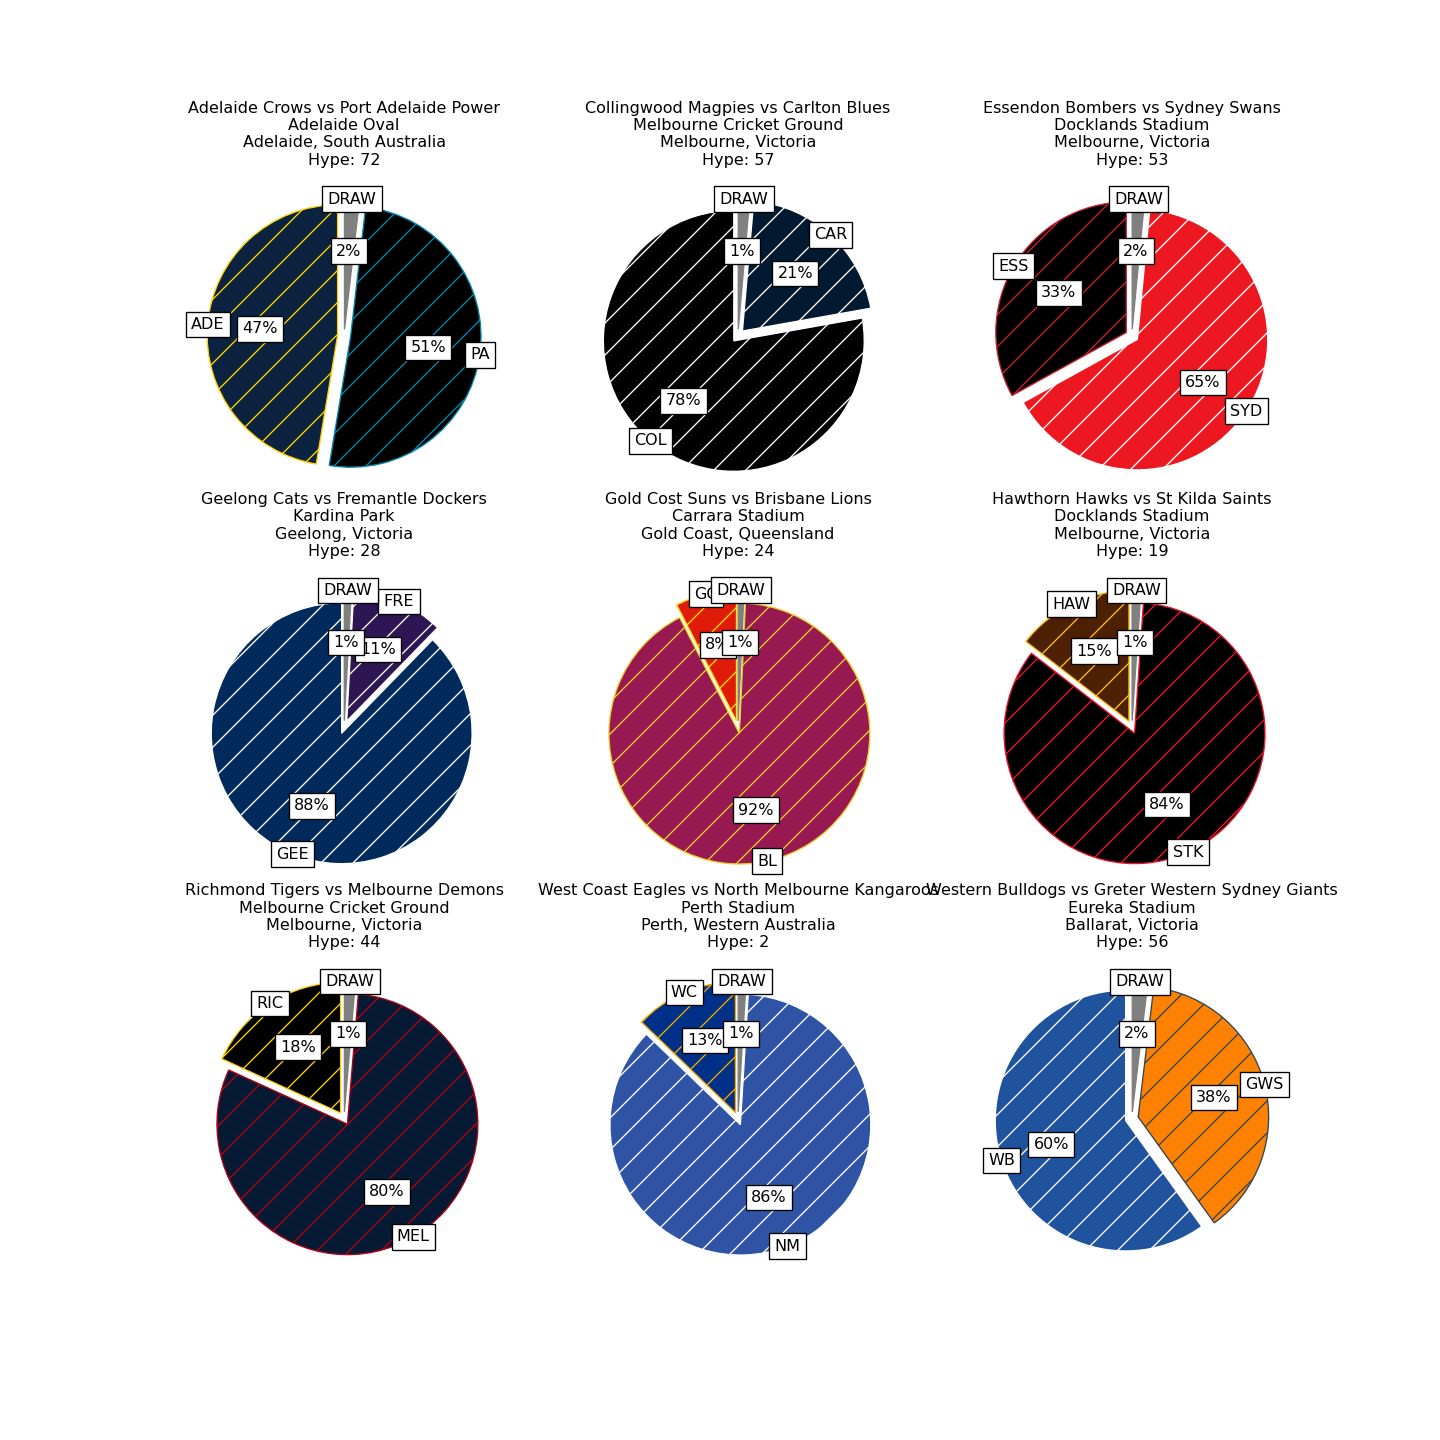 Adelaide Crows vs Port Adelaide Power
Adelaide Oval
Adelaide, South Australia
Hype: 72
DRAW
2%
ADE
47%
51%
PA
Collingwood Magpies vs Carlton Blues
Melbourne Cricket Ground
Melbourne, Victoria
Hype: 57
DRAW
CAR
1%
21%
78%
COL
Essendon Bombers vs Sydney Swans
Docklands Stadium
Melbourne, Victoria
Hype: 53
DRAW
2%
ESS
33%
65%
SYD
Geelong Cats vs Fremantle Dockers
Kardina Park
Geelong, Victoria
Hype: 28
DRAW
FRE
1%
11%
88%
GEE
Gold Cost Suns vs Brisbane Lions
Carrara Stadium
Gold Coast, Queensland
Hype: 24
DRAW
8%
1%
92%
BL
Hawthorn Hawks vs St Kilda Saints
Docklands Stadium
Melbourne, Victoria
Hype: 19
DRAW
HAW
15%
1%
84%
STK
Richmond Tigers vs Melbourne Demons
Melbourne Cricket Ground
Melbourne, Victoria
Hype: 44
DRAW
RIC
1%
18%
80%
MEL
West Coast Eagles vs North Melbourne Kangaroos
Perth Stadium
Perth, Western Australia
Hype: 2
DRAW
WC
13%
1%
86%
NM
Western Bulldogs vs Greter Western Sydney Giants
Eureka Stadium
Ballarat, Victoria
Hype: 56
DRAW
2%
GWS
38%
60%
WB